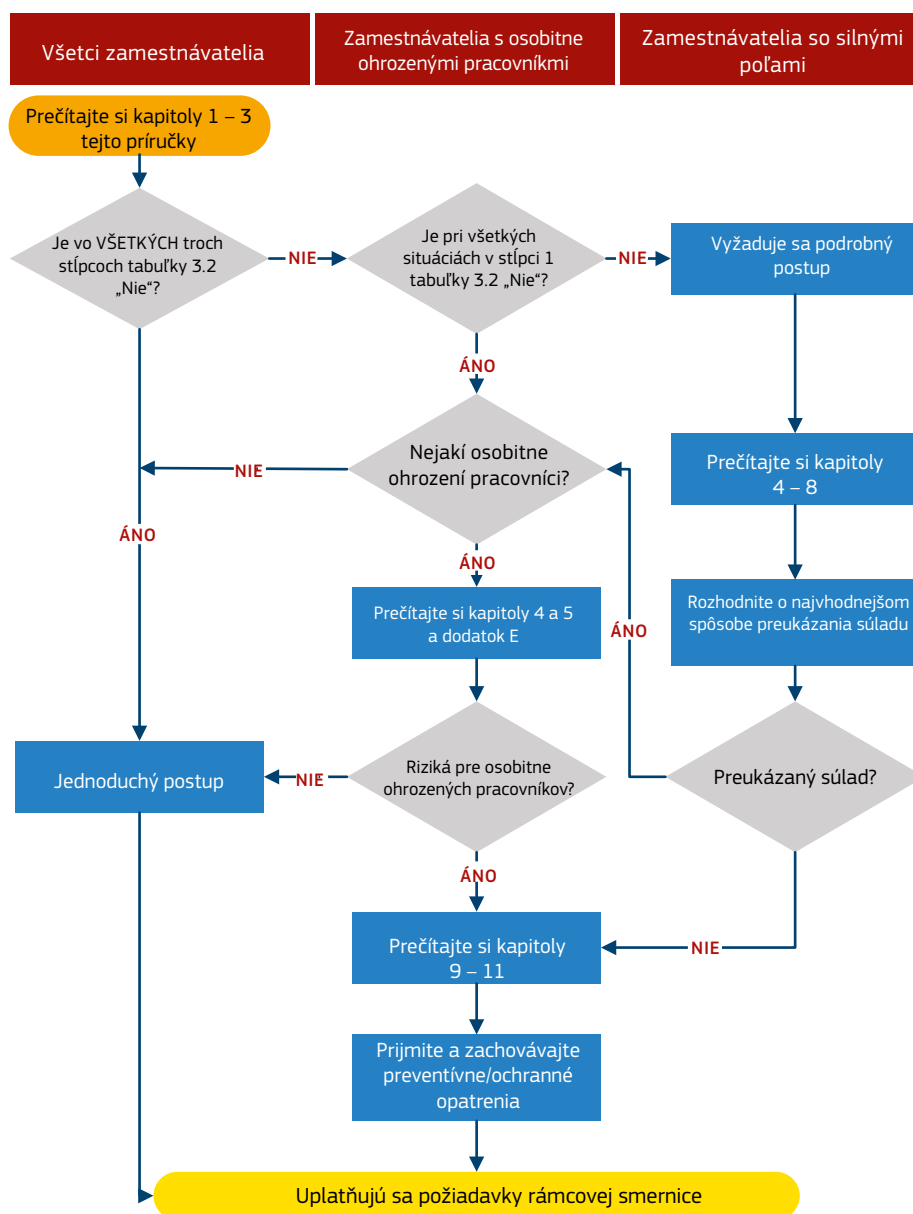 Všetci zamestnávatelia
Zamestnávatelia s osobitne
ohrozenými pracovníkmi
Zamestnávatelia so silnými
poľami
Prečítajte si kapitoly 1 – 3
tejto príručky
Je vo VŠETKÝCH troch
stĺpcoch tabuľky 3.2
„Nie“?
NIE
Je pri všetkých
situáciách v stĺpci 1
tabuľky 3.2 „Nie“?
NIE
Vyžaduje sa podrobný
postup
ÁNO
Nejakí osobitne
ohrození pracovníci?
NIE
Prečítajte si kapitoly
4 – 8
ÁNO
ÁNO
Prečítajte si kapitoly 4 a 5
a dodatok E
ÁNO
Rozhodnite o najvhodnejšom
spôsobe preukázania súladu
Jednoduchý postup
NIE
Riziká pre osobitne
ohrozených pracovníkov?
Preukázaný súlad?
ÁNO
Prečítajte si kapitoly
9 – 11
NIE
Prijmite a zachovávajte
preventívne/ochranné
opatrenia
Uplatňujú sa požiadavky rámcovej smernice